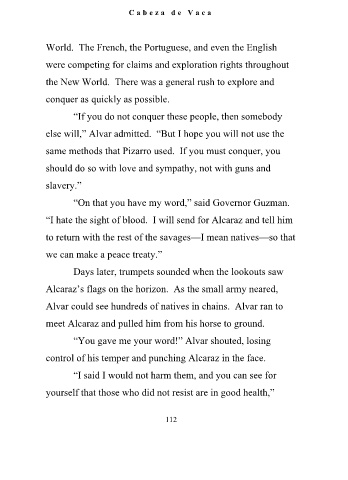 Cabeza de Vaca
World. The French, the Portuguese, and even the English
were competing for claims and exploration rights throughout
the New World. There was a general rush to explore and
conquer as quickly as possible.
“If you do not conquer these people, then somebody
else will,” Alvar admitted. “But I hope you will not use the
same methods that Pizarro used. If you must conquer, you
should do so with love and sympathy, not with guns and
slavery.”
“On that you have my word,” said Governor Guzman.
“I hate the sight of blood. I will send for Alcaraz and tell him
to return with the rest of the savages—I mean natives—so that
we can make a peace treaty.”
Days later, trumpets sounded when the lookouts saw
Alcaraz’s flags on the horizon. As the small army neared,
Alvar could see hundreds of natives in chains. Alvar ran to
meet Alcaraz and pulled him from his horse to ground.
“You gave me your word!” Alvar shouted, losing
control of his temper and punching Alcaraz in the face.
“I said I would not harm them, and you can see for
yourself that those who did not resist are in good health,”
112